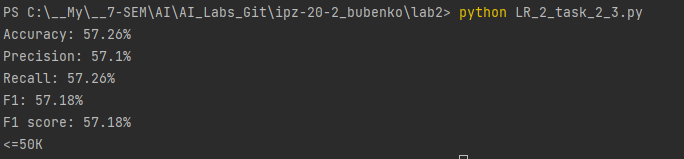 PS C:\__My\__7-SEM\AI\AI_Labs_Git\ipz-20-2_bubenko\lab2> python LR_2_task_2_3.py
Accuracy: 57.26%
Precision: 57.1%
Recall: 57.26%
F1: 57.18%
F1 score: 57.18%
<=50K